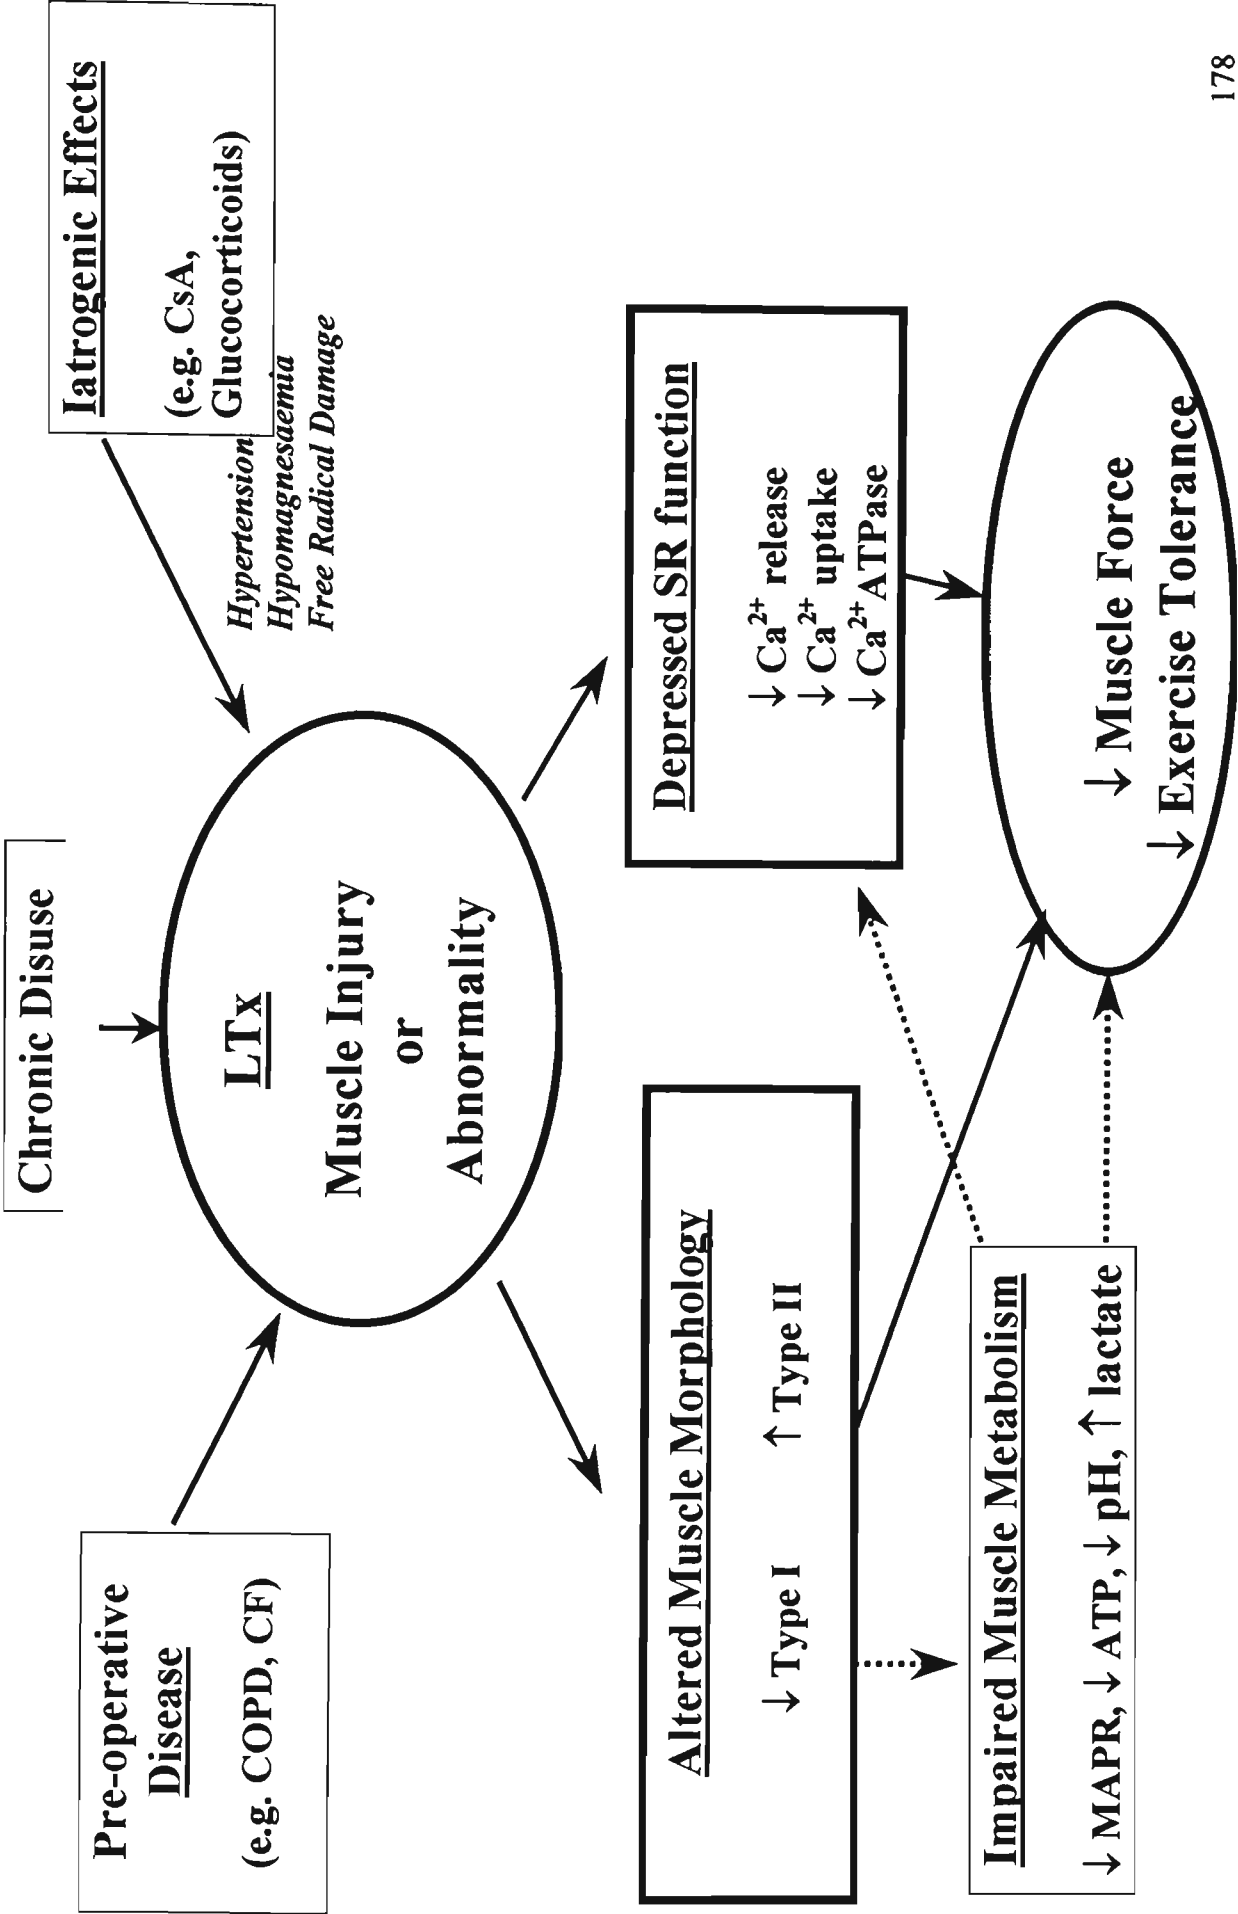 Chronic Disuse
Pre-operative
Disease
(e.g. COPD, CF)
Iatrogenic Effects
(e.g. CsA,
Glucocorticoids)
Hypertension
Hypomagnesaemia
Free Radical Damage
LTx
Muscle Injury
or
Abnormality
Altered Muscle Morphology
↓ Type I ↑ Type II
Depressed SR function
↓ Ca²⁺ release
↓ Ca²⁺ uptake
↓ Ca²⁺ATPase
Impaired Muscle Metabolism
↓ MAPR, ↓ ATP, ↓ pH, ↑ lactate
↓ Muscle Force
↓ Exercise Tolerance
178